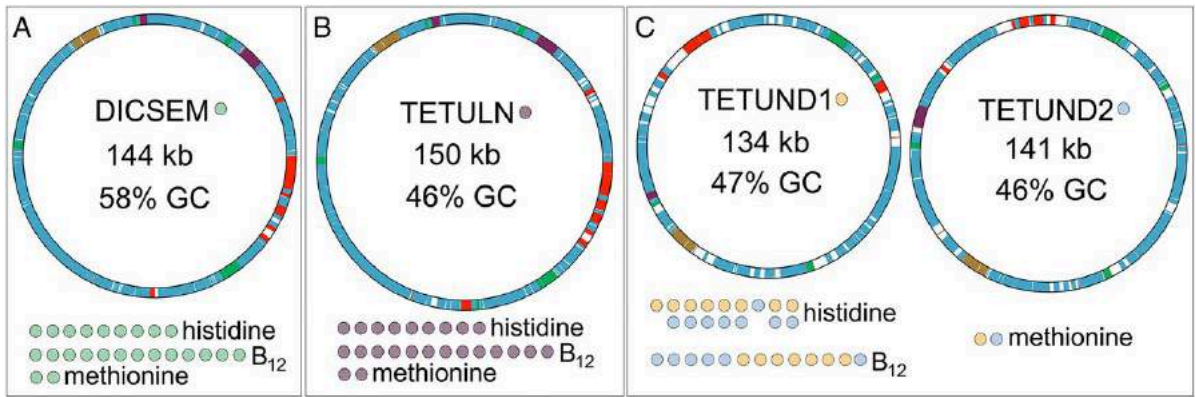 A
DICSEM
144 kb
58% GC
histidine
B12
methionine
B
TETULN
150 kb
46% GC
histidine
B12
methionine
C
TETUND1
134 kb
47% GC
TETUND2
141 kb
46% GC
histidine
methionine
B12